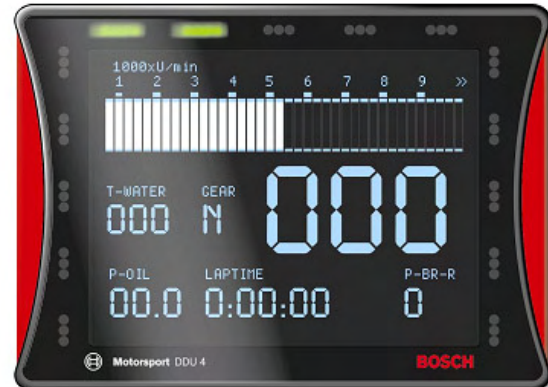 1000xU/min
1 2 3 4 5 6 7 8 9 »
T-WATER GEAR
000 N 000
P-OIL LAPTIME P-BR-R
00.0 0:00:00 0
Motorsport DDU 4 BOSCH